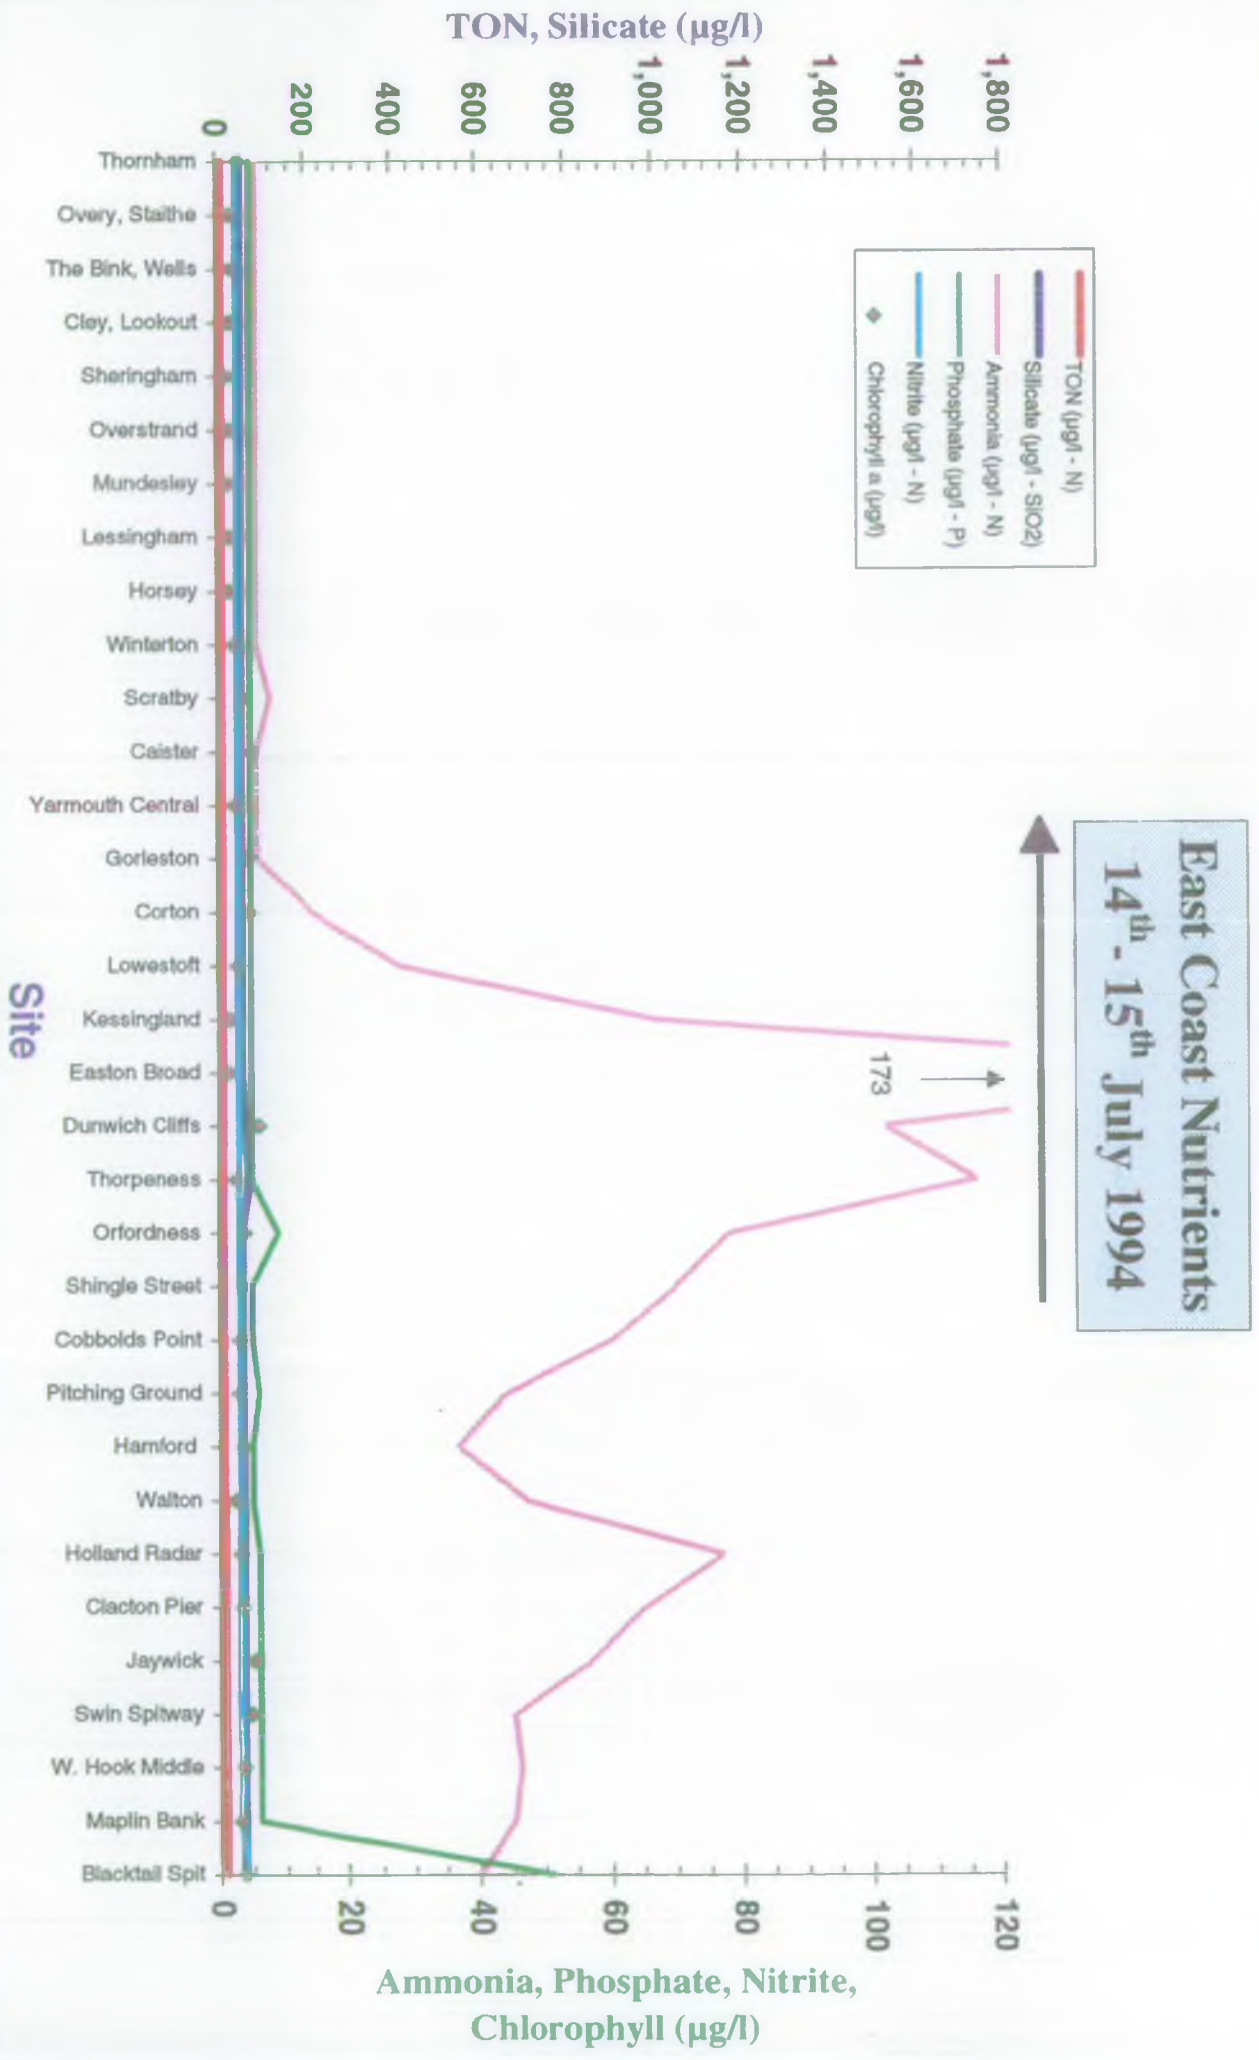 East Coast Nutrients
14th - 15th July 1994
TON (µg/l - N)
Silicate (µg/l - SiO2)
Ammonia (µg/l - N)
Phosphate (µg/l - P)
Nitrite (µg/l - N)
Chlorophyll a (µg/l)
TON, Silicate (µg/l)
1,800
1,600
1,400
1,200
1,000
800
600
400
200
0
173
120
100
80
60
40
20
0
Ammonia, Phosphate, Nitrite,
Chlorophyll (µg/l)
Thornham
Overy, Staithe
The Bink, Wells
Cley, Lookout
Sheringham
Overstrand
Mundesley
Lessingham
Horsey
Winterton
Scratby
Caister
Yarmouth Central
Gorleston
Corton
Lowestoft
Kessingland
Easton Broad
Dunwich Cliffs
Thorpeness
Orfordness
Shingle Street
Cobbolds Point
Pitching Ground
Hamford
Walton
Holland Radar
Clacton Pier
Jaywick
Swin Spitway
W. Hook Middle
Maplin Bank
Blacktail Spit
Site